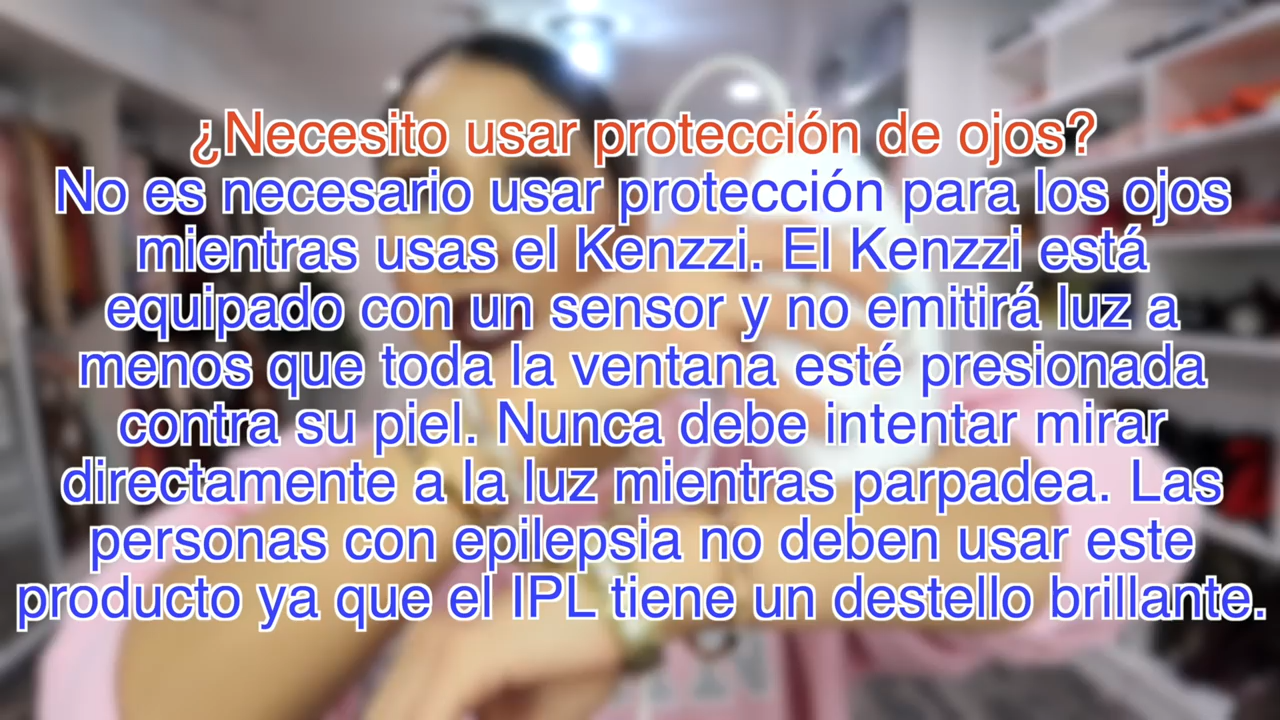 ¿Necesito usar protección de ojos?
No es necesario usar protección para los ojos
mientras usas el Kenzzi. El Kenzzi está
equipado con un sensor y no emitirá luz a
menos que toda la ventana esté presionada
contra su piel. Nunca debe intentar mirar
directamente a la luz mientras parpadea. Las
personas con epilepsia no deben usar este
producto ya que el IPL tiene un destello brillante.